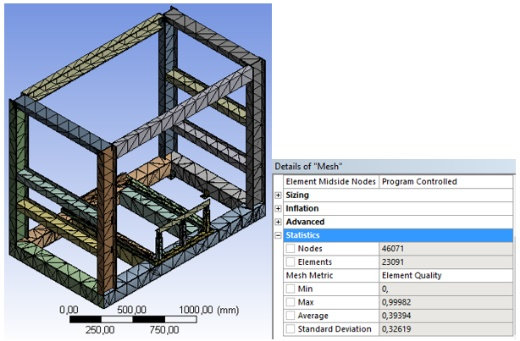 0,00 500,00 1000,00 (mm)
250,00 750,00
Details of "Mesh"
Element Midside Nodes Program Controlled
Sizing
Inflation
Advanced
Statistics
Nodes 46071
Elements 23091
Mesh Metric Element Quality
Min 0,
Max 0,99982
Average 0,39394
Standard Deviation 0,32619